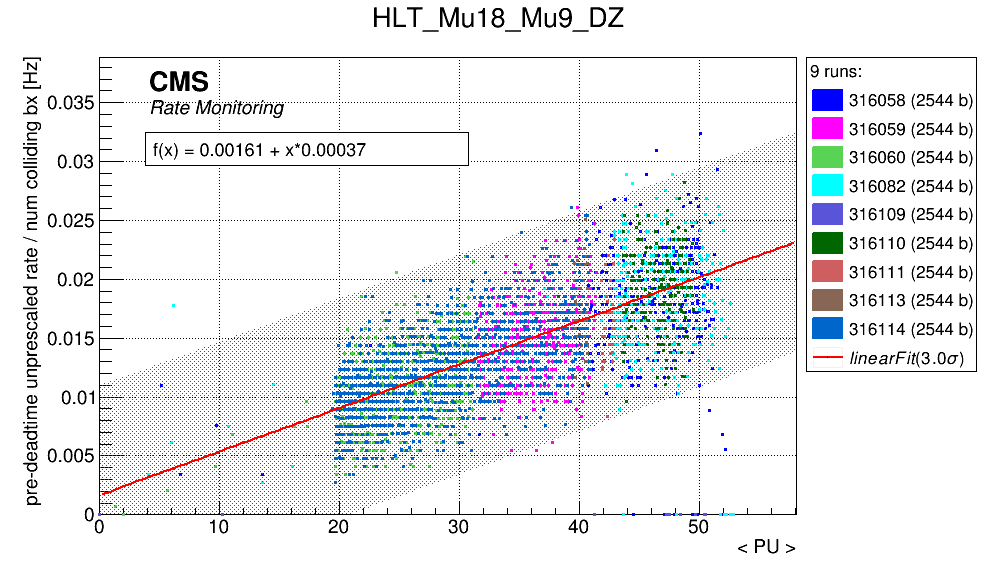 HLT_Mu18_Mu9_DZ
pre-deadtime unprescaled rate / num colliding bx [Hz]
CMS
Rate Monitoring
f(x) = 0.00161 + x*0.00037
0.035
0.03
0.025
0.02
0.015
0.01
0.005
0
0 10 20 30 40 50
< PU >
9 runs:
316058 (2544 b)
316059 (2544 b)
316060 (2544 b)
316082 (2544 b)
316109 (2544 b)
316110 (2544 b)
316111 (2544 b)
316113 (2544 b)
316114 (2544 b)
linearFit(3.0σ)